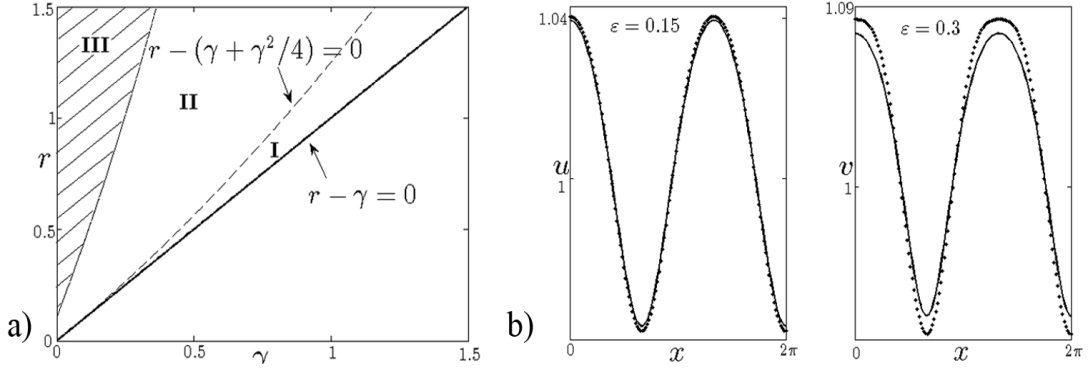 a)
1.5
III
r − (γ + γ²/4) = 0
II
1
r
I
r − γ = 0
0.5
0
0
0.5
γ
1
1.5
b)
1.04
ε = 0.15
u
1
0
x
2π
1.09
ε = 0.3
v
1
0
x
2π